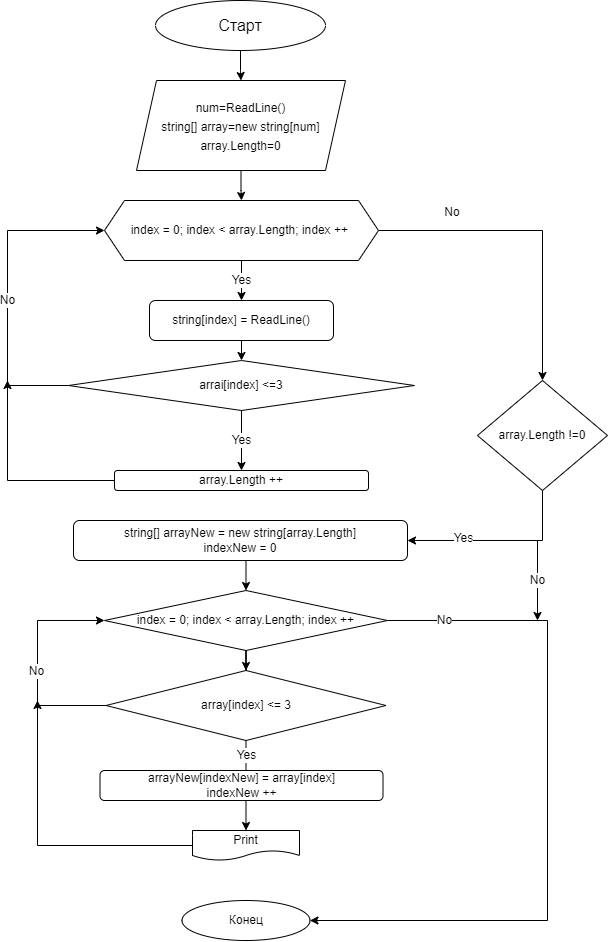 Старт
num=ReadLine()
string[] array=new string[num]
array.Length=0
index = 0; index < array.Length; index ++
No
Yes
No
string[index] = ReadLine()
arrai[index] <=3
Yes
array.Length !=0
array.Length ++
string[] arrayNew = new string[array.Length]
indexNew = 0
Yes
No
index = 0; index < array.Length; index ++
No
No
array[index] <= 3
Yes
arrayNew[indexNew] = array[index]
indexNew ++
Print
Конец